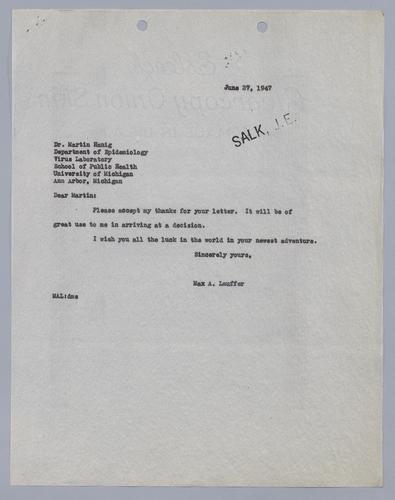 June 27, 1947
SALK, J.E.
Dr. Martin Hanig
Department of Epidemiology
Virus Laboratory
School of Public Health
University of Michigan
Ann Arbor, Michigan
Dear Martin:
Please accept my thanks for your letter. It will be of
great use to me in arriving at a decision.
I wish you all the luck in the world in your newest adventure.
Sincerely yours,
Max A. Lauffer
MAL:dms